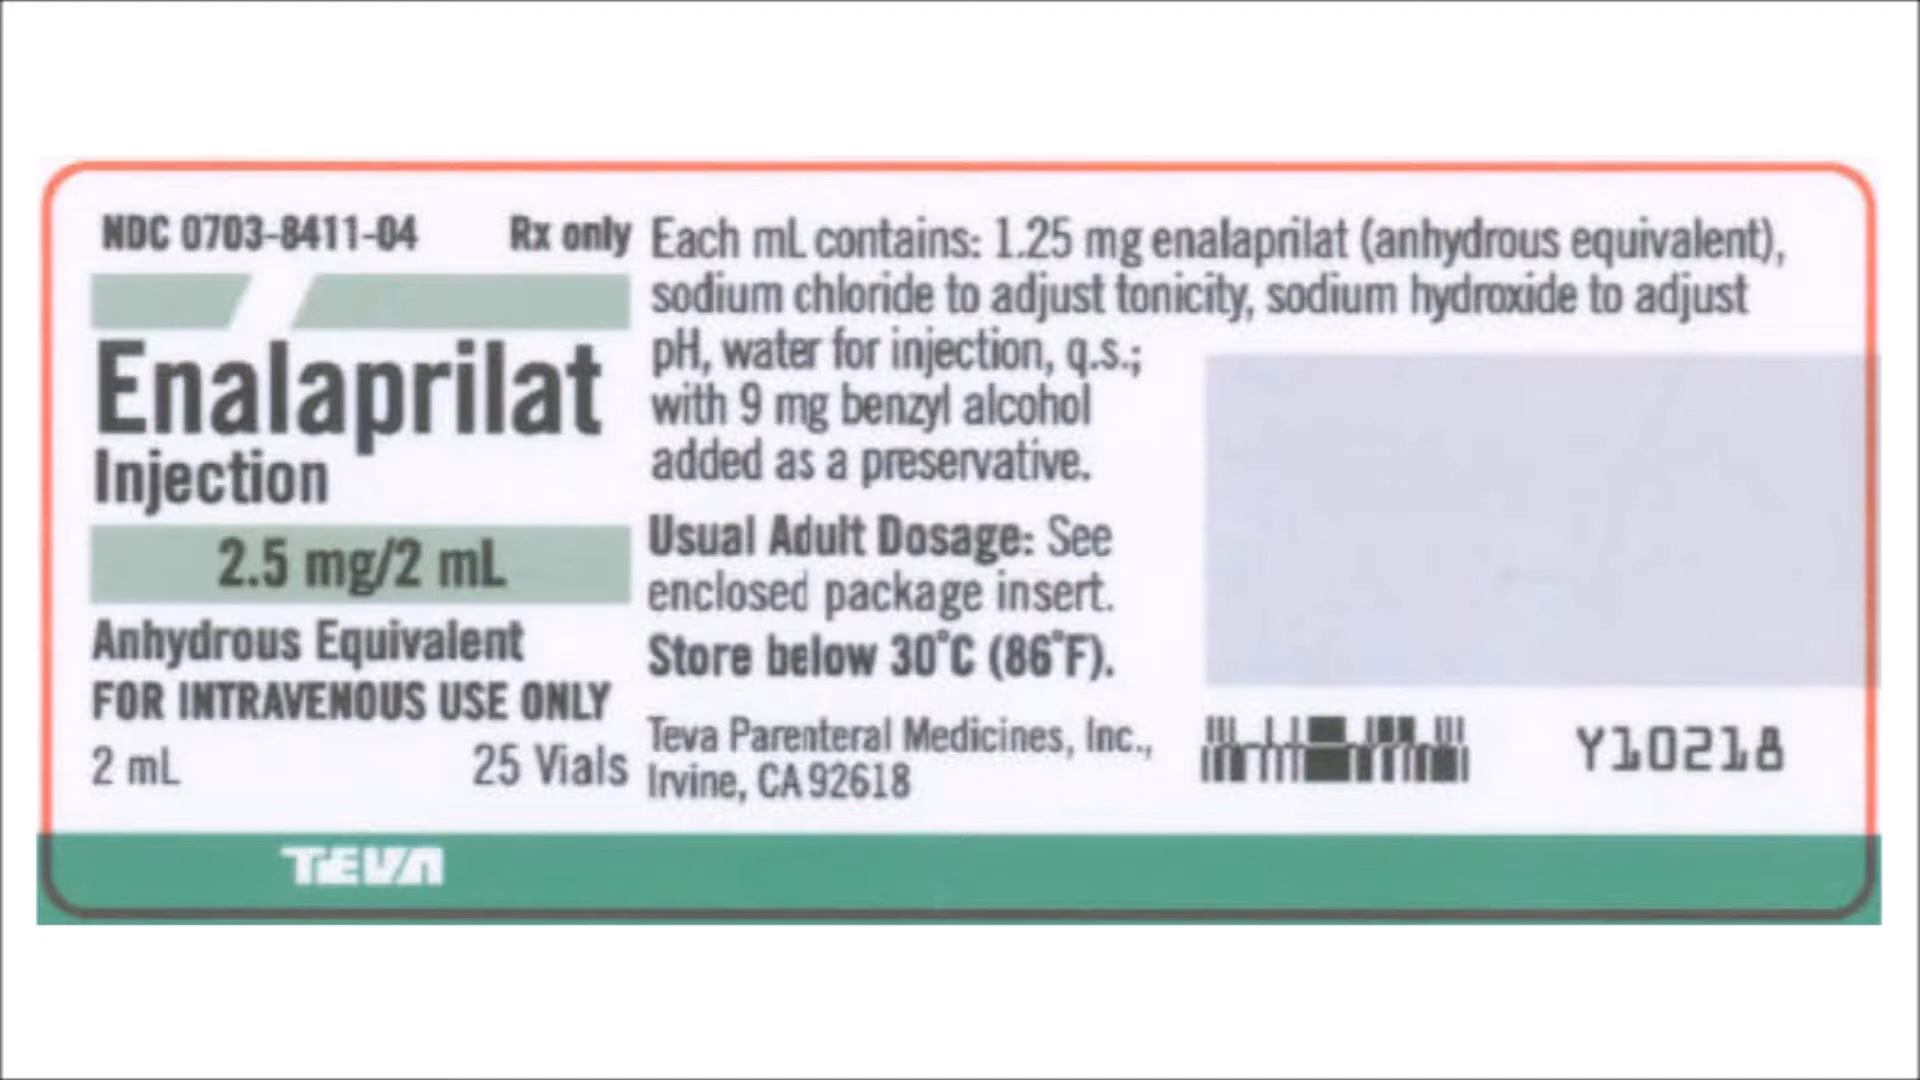 NDC 0703-8411-04 Rx only
Enalaprilat
Injection
2.5 mg/2 mL
Anhydrous Equivalent
FOR INTRAVENOUS USE ONLY
2 mL 25 Vials
Each mL contains: 1.25 mg enalaprilat (anhydrous equivalent),
sodium chloride to adjust tonicity, sodium hydroxide to adjust
pH, water for injection, q.s.;
with 9 mg benzyl alcohol
added as a preservative.
Usual Adult Dosage: See
enclosed package insert.
Store below 30°C (86°F).
Teva Parenteral Medicines, Inc.,
Irvine, CA 92618
Y10218
TEVA